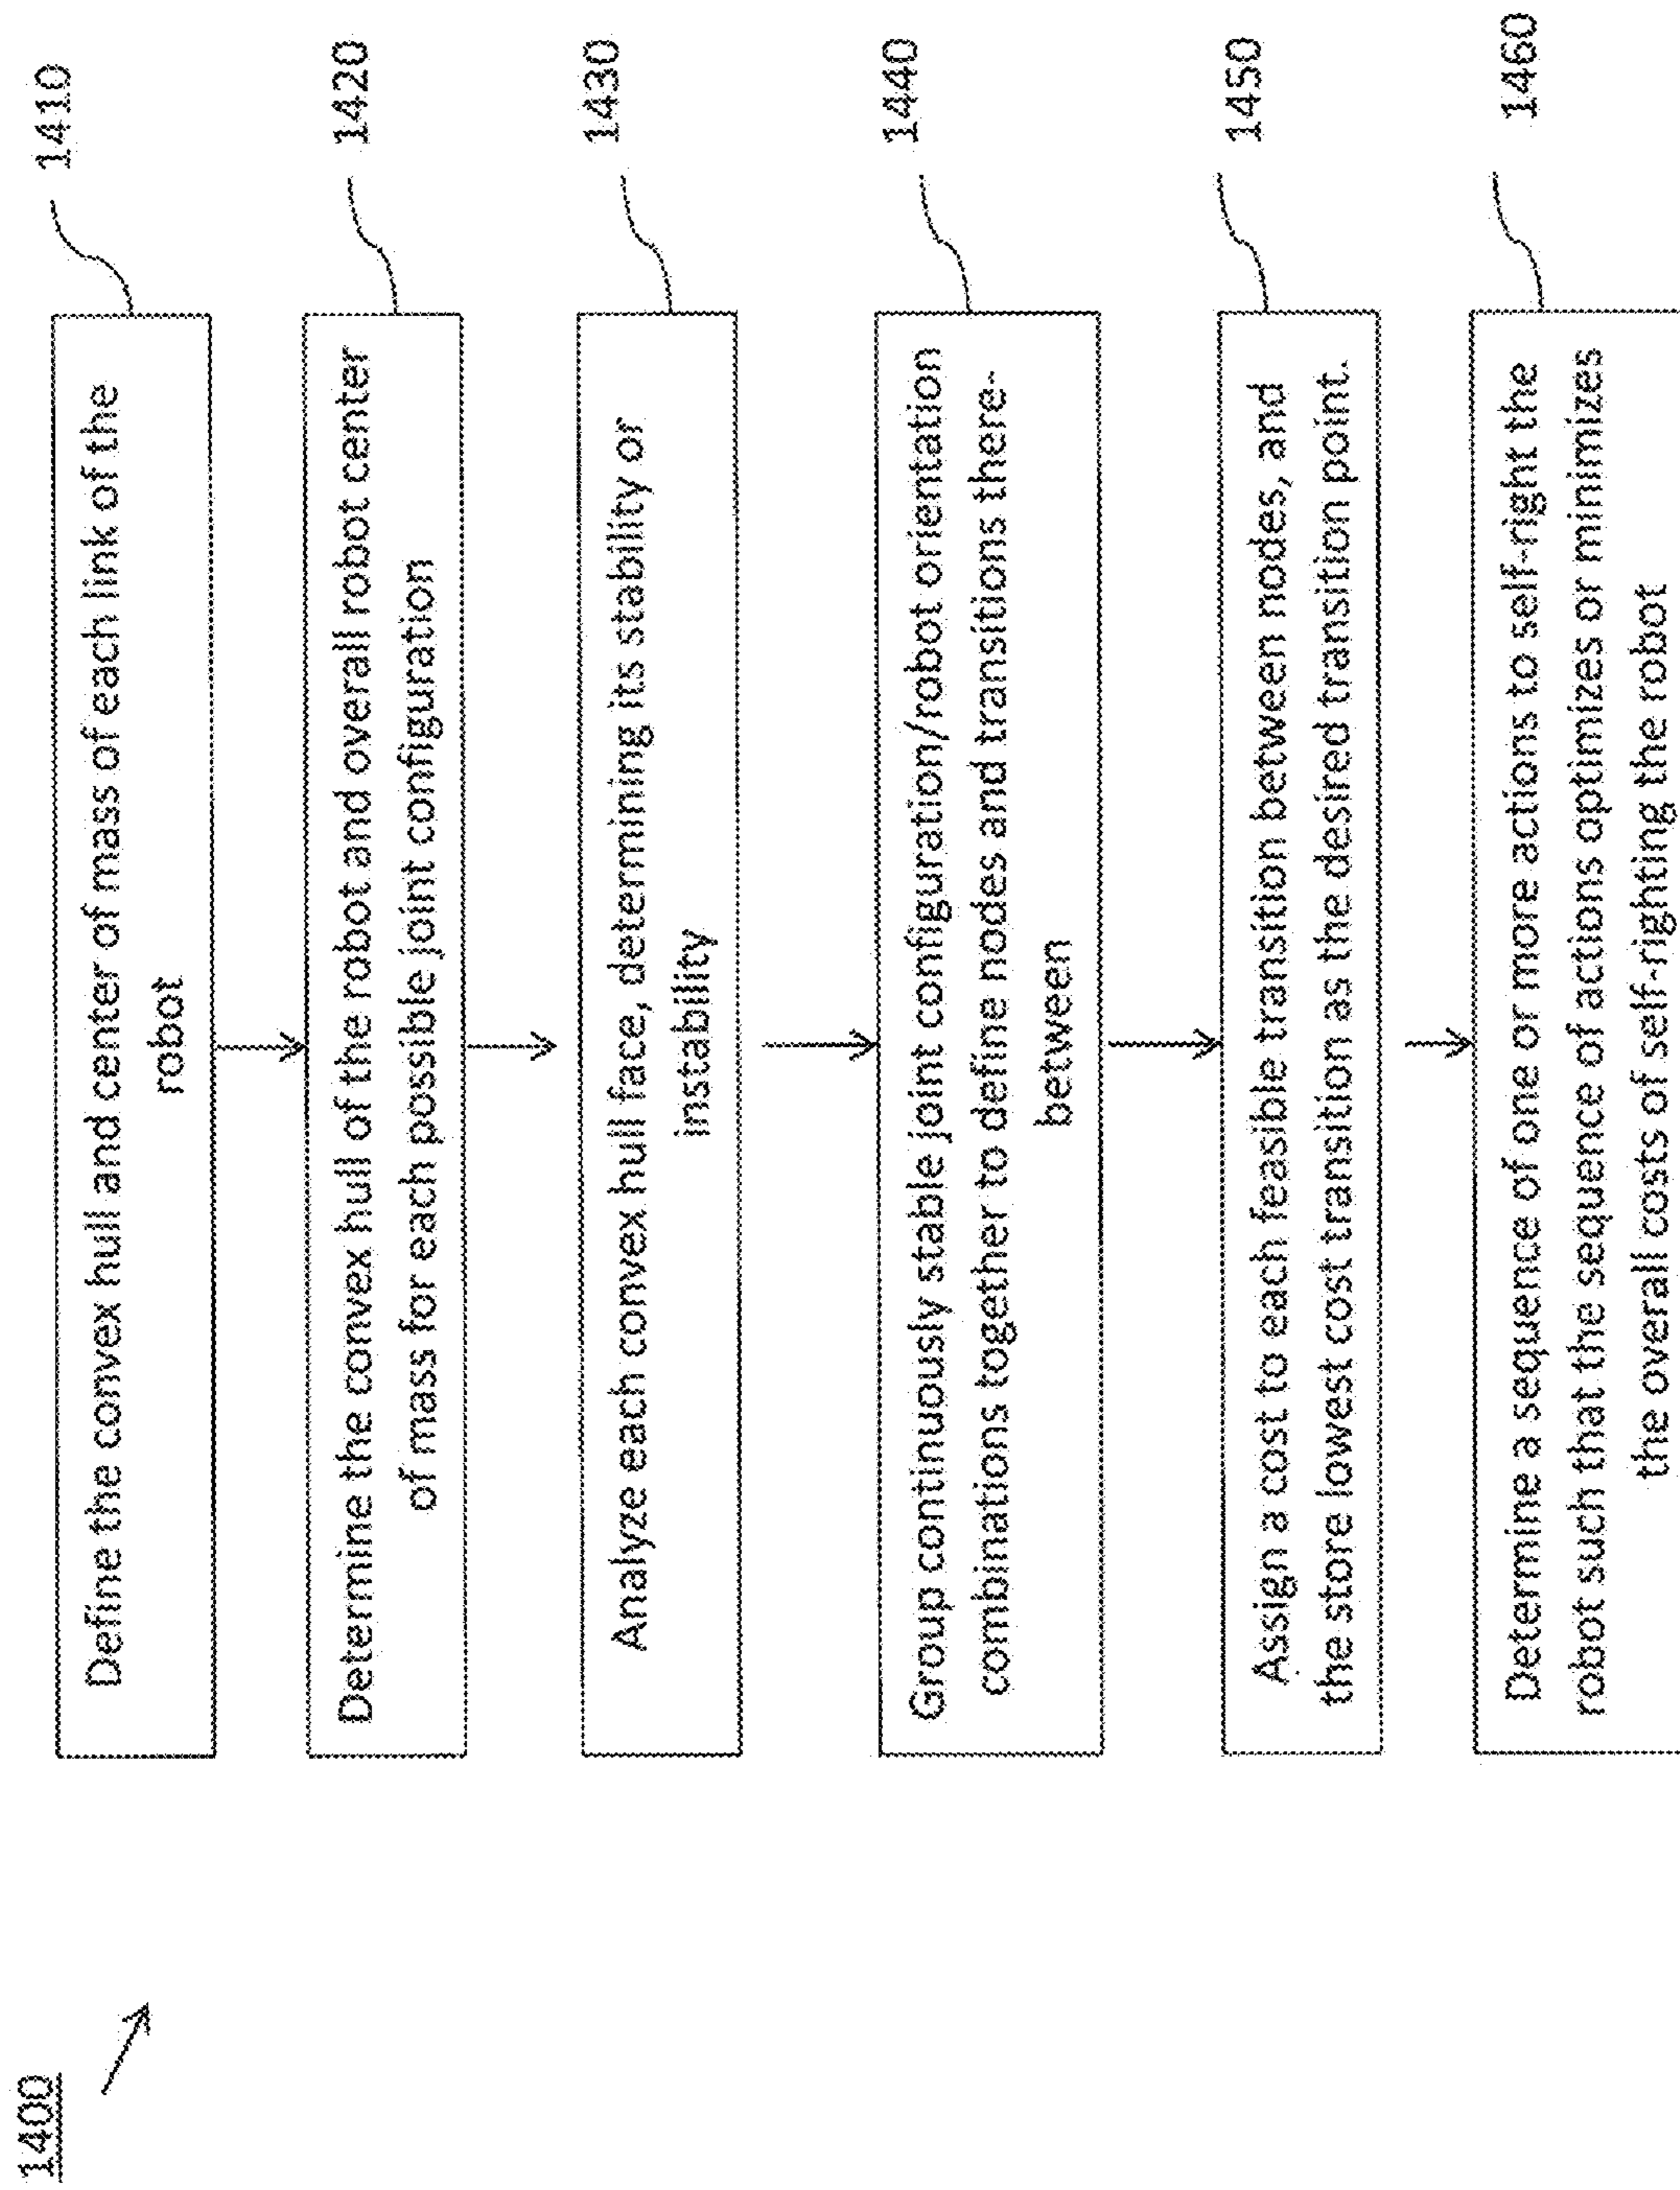 1400
1410
Define the convex hull and center of mass of each link of the
robot
1420
Determine the convex hull of the robot and overall robot center
of mass for each possible joint configuration
1430
Analyze each convex hull face, determining its stability or
instability
1440
Group continuously stable joint configuration/robot orientation
combinations together to define nodes and transitions there-
between
1450
Assign a cost to each feasible transition between nodes, and
the store lowest cost transition as the desired transition point.
1460
Determine a sequence of one or more actions to self-right the
robot such that the sequence of actions optimizes or minimizes
the overall costs of self-righting the robot